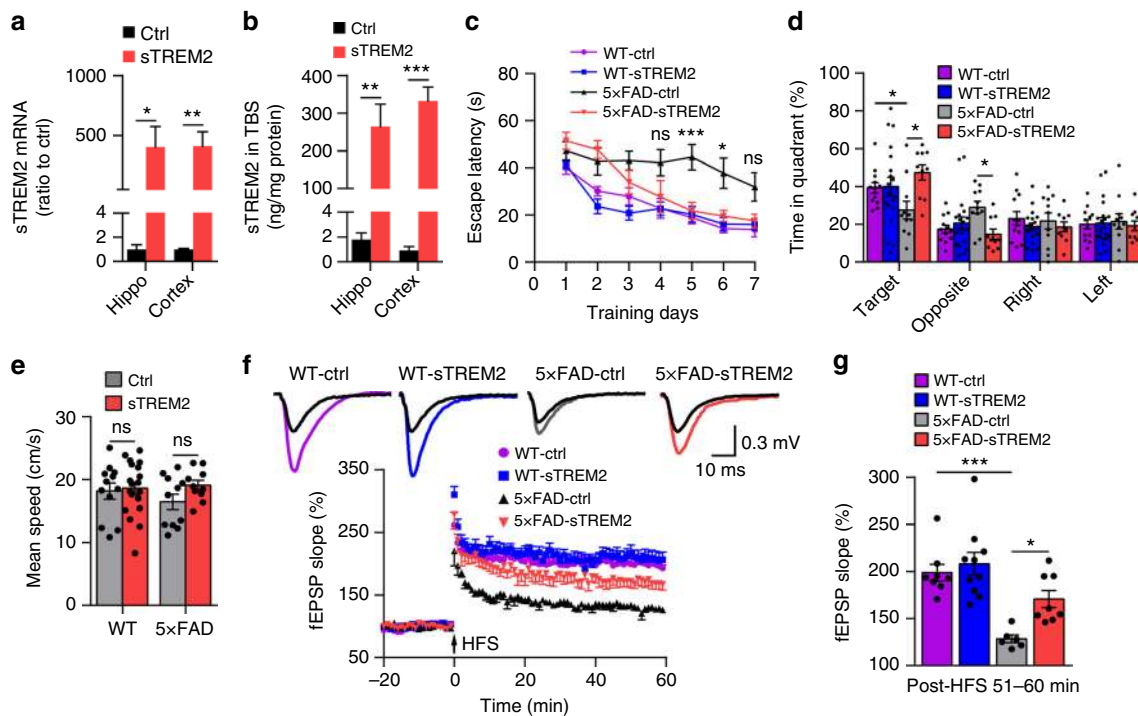 a
Ctrl
sTREM2
sTREM2 mRNA
(ratio to ctrl)
1000
500
4
2
0
*
**
Hippo
Cortex
b
Ctrl
sTREM2
sTREM2 in TBS
(ng/mg protein)
400
300
200
100
4
2
0
**
***
Hippo
Cortex
c
WT-ctrl
WT-sTREM2
5×FAD-ctrl
5×FAD-sTREM2
Escape latency (s)
80
60
40
20
0
ns
***
*
ns
0 1 2 3 4 5 6 7
Training days
d
WT-ctrl
WT-sTREM2
5×FAD-ctrl
5×FAD-sTREM2
Time in quadrant (%)
100
80
60
40
20
0
*
*
*
Target
Opposite
Right
Left
e
Ctrl
sTREM2
Mean speed (cm/s)
30
20
10
0
ns
ns
WT 5×FAD
f
WT-ctrl
WT-sTREM2
5×FAD-ctrl
5×FAD-sTREM2
0.3 mV
10 ms
WT-ctrl
WT-sTREM2
5×FAD-ctrl
5×FAD-sTREM2
fEPSP slope (%)
350
250
150
50
HFS
−20 0 20 40 60
Time (min)
g
WT-ctrl
WT-sTREM2
5×FAD-ctrl
5×FAD-sTREM2
fEPSP slope (%)
300
250
200
150
100
***
*
Post-HFS 51–60 min